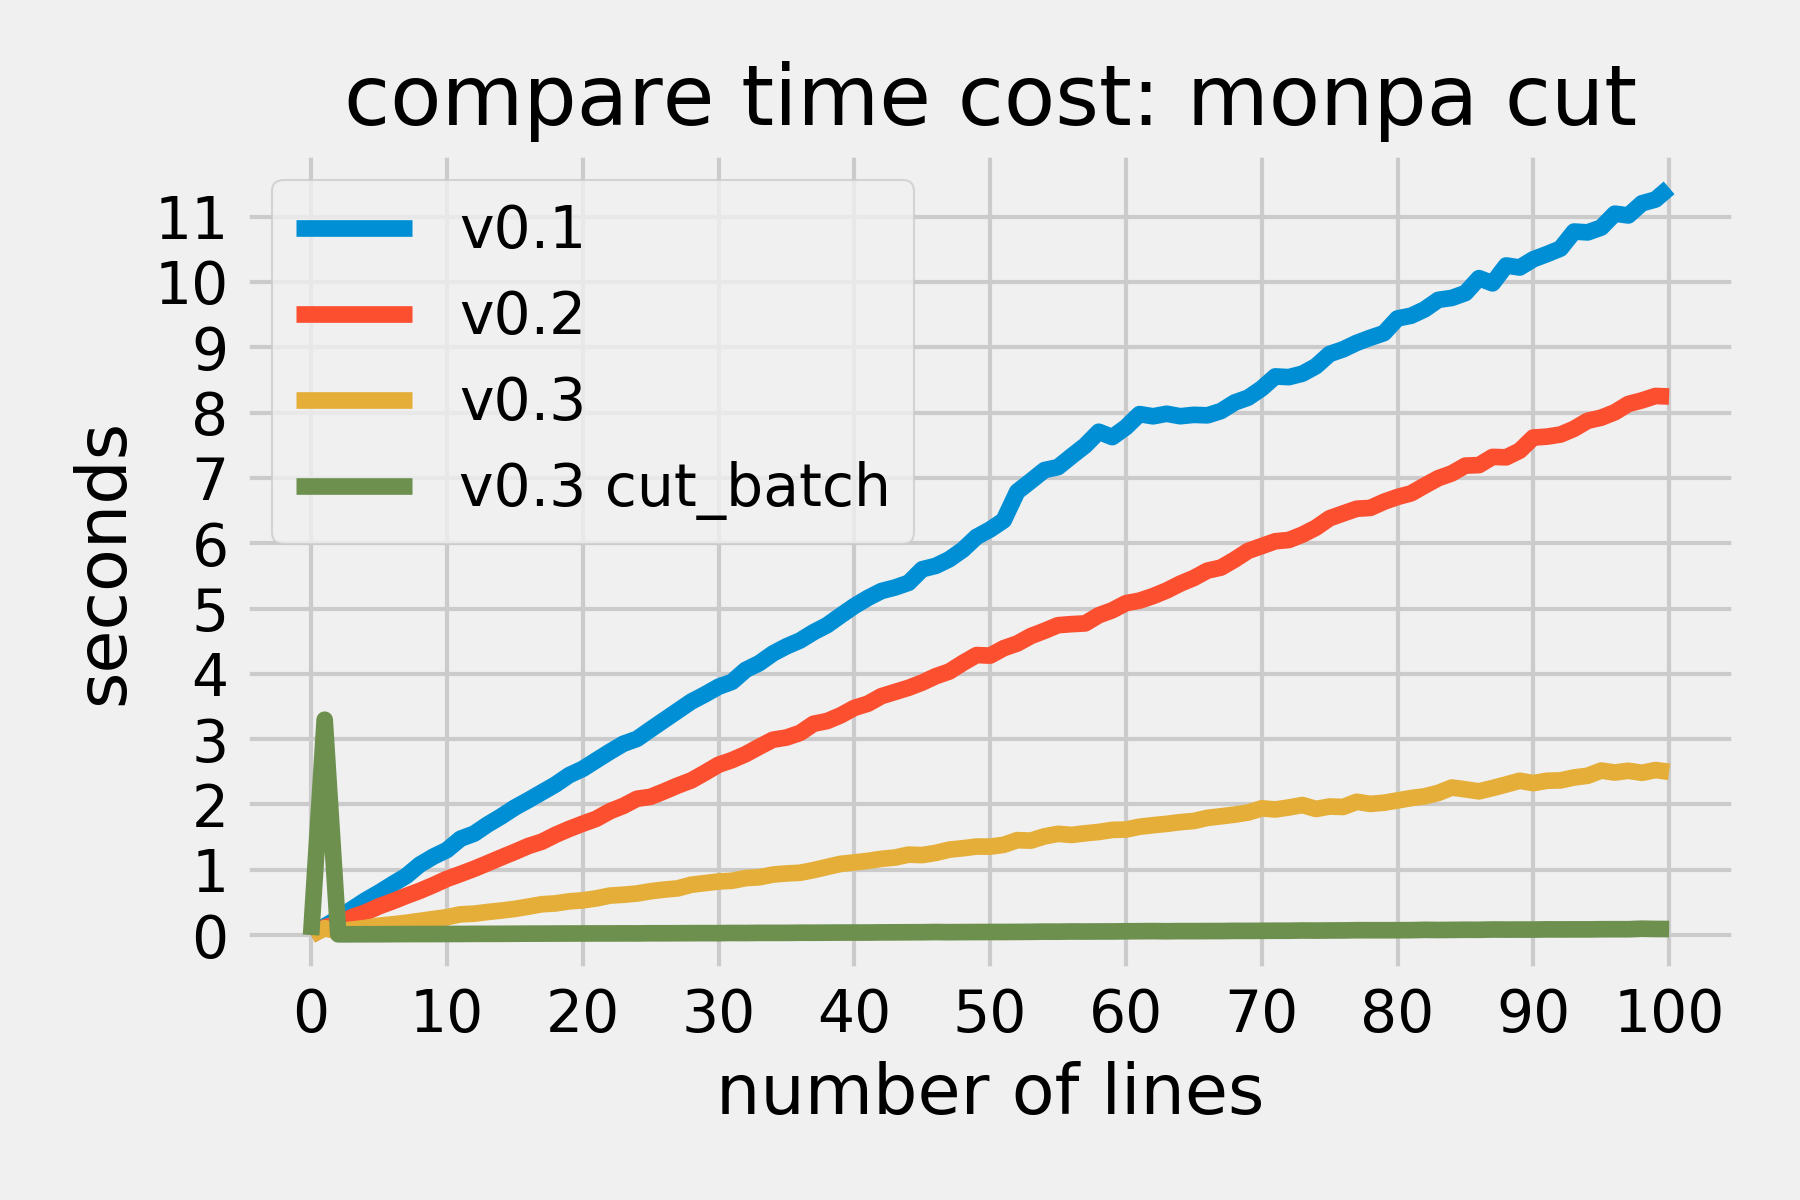 compare time cost: monpa cut
v0.1
v0.2
v0.3
v0.3 cut_batch
seconds
11
10
9
8
7
6
5
4
3
2
1
0
0 10 20 30 40 50 60 70 80 90 100
number of lines